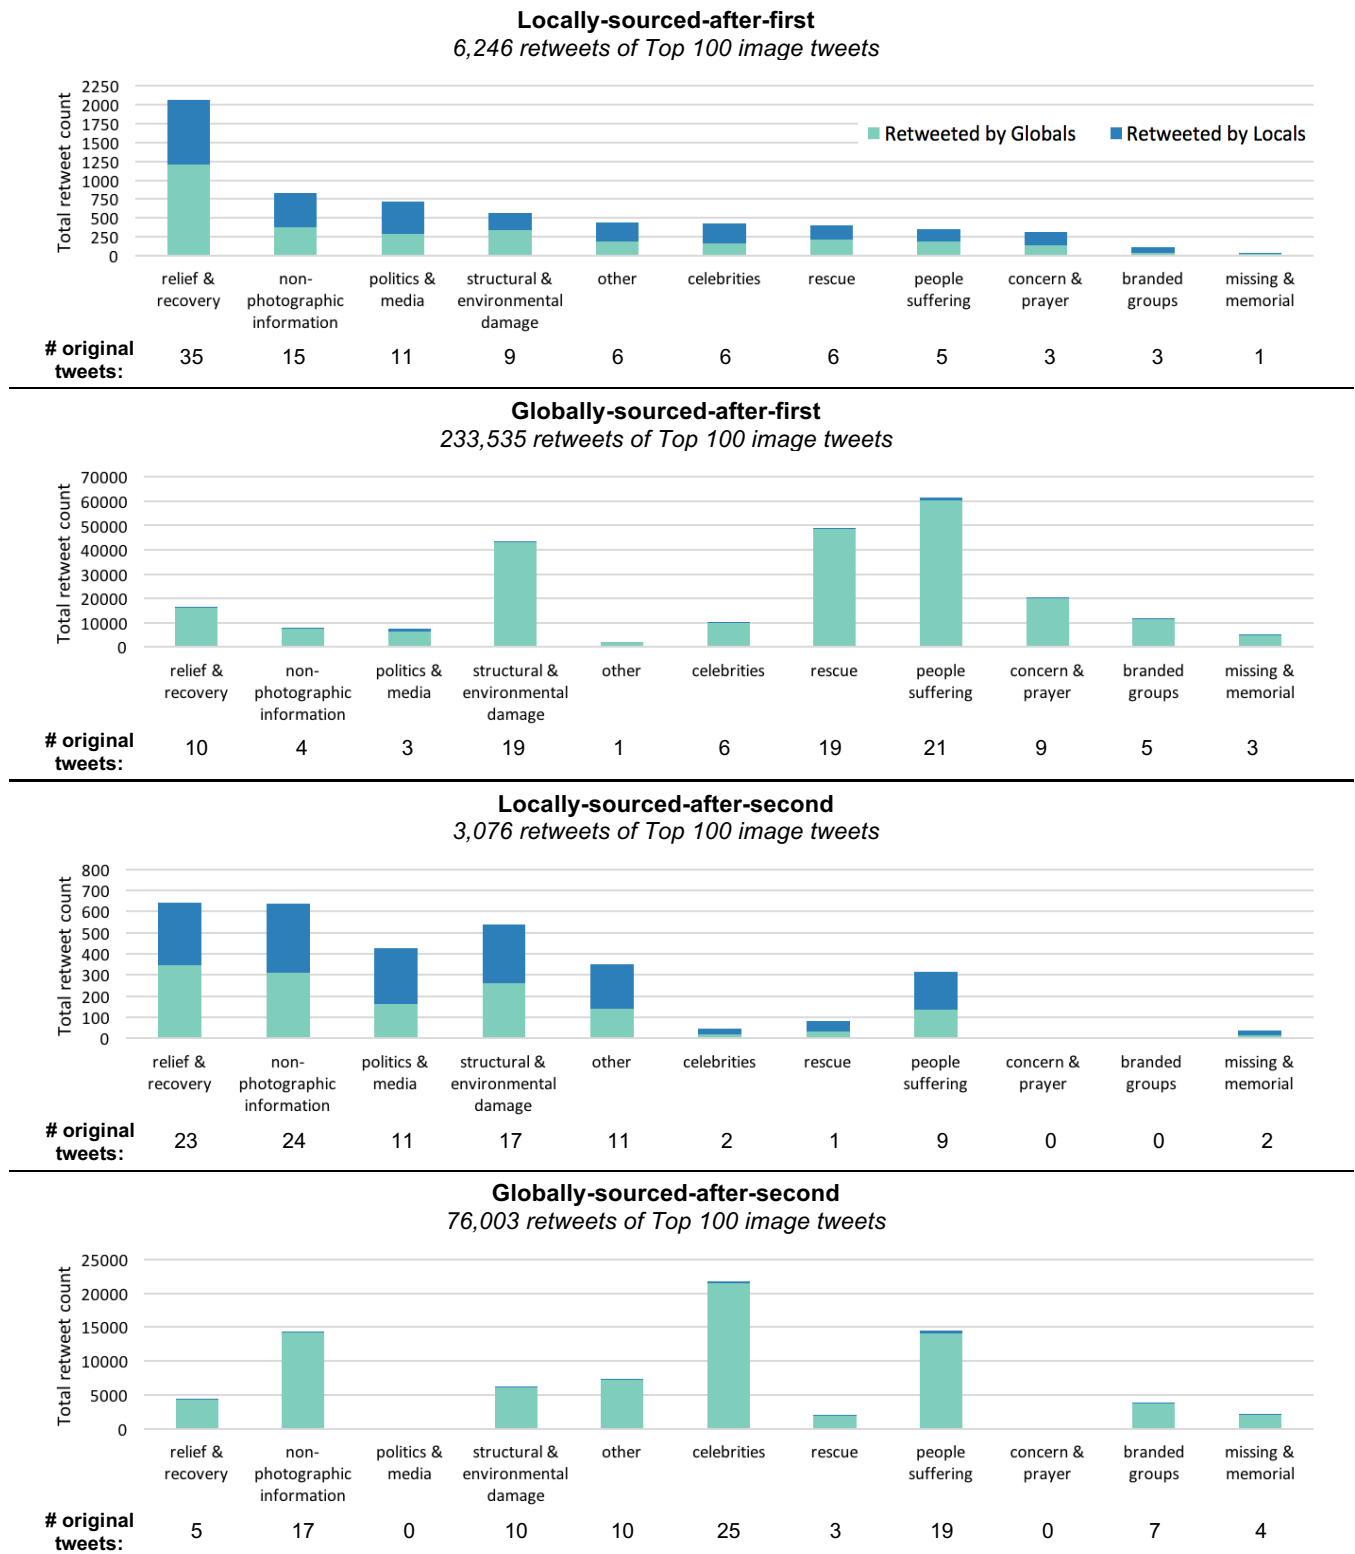 Locally-sourced-after-first
6,246 retweets of Top 100 image tweets
Total retweet count
2250
2000
1750
1500
1250
1000
750
500
250
0
Retweeted by Globals Retweeted by Locals
relief & non- politics & structural & other celebrities rescue people concern & branded missing &
recovery photographic media environmental suffering prayer groups memorial
information damage
# original
tweets: 35 15 11 9 6 6 6 5 3 3 1
Globally-sourced-after-first
233,535 retweets of Top 100 image tweets
Total retweet count
70000
60000
50000
40000
30000
20000
10000
0
relief & non- politics & structural & other celebrities rescue people concern & branded missing &
recovery photographic media environmental suffering prayer groups memorial
information damage
# original
tweets: 10 4 3 19 1 6 19 21 9 5 3
Locally-sourced-after-second
3,076 retweets of Top 100 image tweets
Total retweet count
800
700
600
500
400
300
200
100
0
relief & non- politics & structural & other celebrities rescue people concern & branded missing &
recovery photographic media environmental suffering prayer groups memorial
information damage
# original
tweets: 23 24 11 17 11 2 1 9 0 0 2
Globally-sourced-after-second
76,003 retweets of Top 100 image tweets
Total retweet count
25000
20000
15000
10000
5000
0
relief & non- politics & structural & other celebrities rescue people concern & branded missing &
recovery photographic media environmental suffering prayer groups memorial
information damage
# original
tweets: 5 17 0 10 10 25 3 19 0 7 4